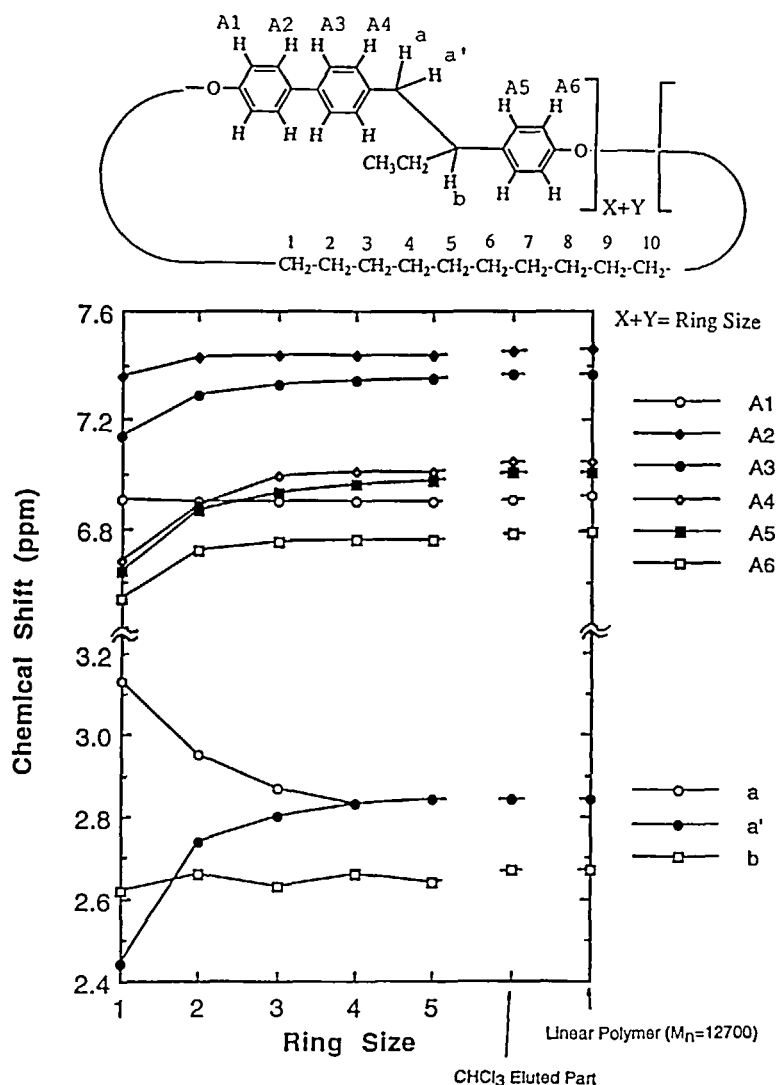 A1 A2 A3 A4
H H H H H a
H a'
A5 A6
H H
O
O
CH3CH2
H H H H
H b
H H
X+Y
1 2 3 4 5 6 7 8 9 10
CH2-CH2-CH2-CH2-CH2-CH2-CH2-CH2-CH2-CH2-
7.6
7.2
6.8
3.2
3.0
2.8
2.6
2.4
Chemical Shift (ppm)
X+Y= Ring Size
A1
A2
A3
A4
A5
A6
a
a'
b
1 2 3 4 5
Ring Size
Linear Polymer (Mn=12700)
CHCl3 Eluted Part